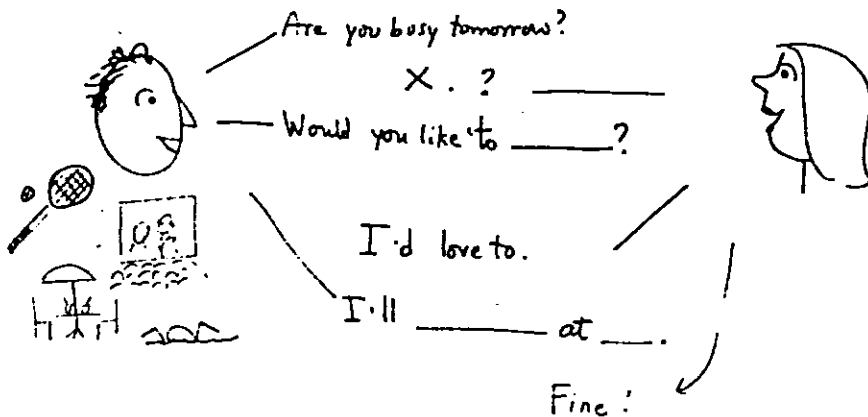 Are you busy tomorrow?
X . ? ______
Would you like to ______?
I'd love to.
I'll ______ at ___.
Fine!